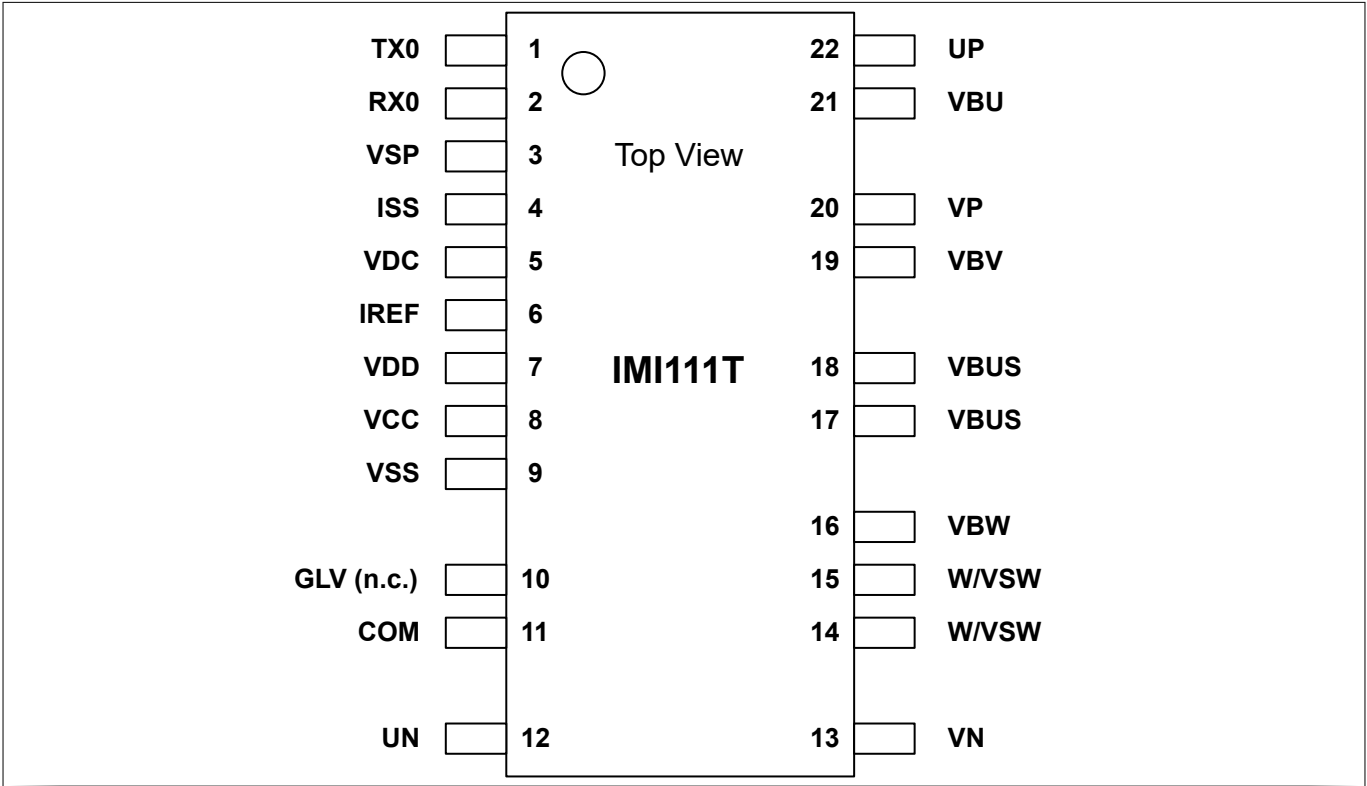 TX0 1 22 UP
RX0 2 21 VBU
VSP 3 Top View
ISS 4 20 VP
VDC 5 19 VBV
IREF 6
VDD 7 IMI111T 18 VBUS
VCC 8 17 VBUS
VSS 9
16 VBW
GLV (n.c.) 10 15 W/VSW
COM 11 14 W/VSW
UN 12 13 VN